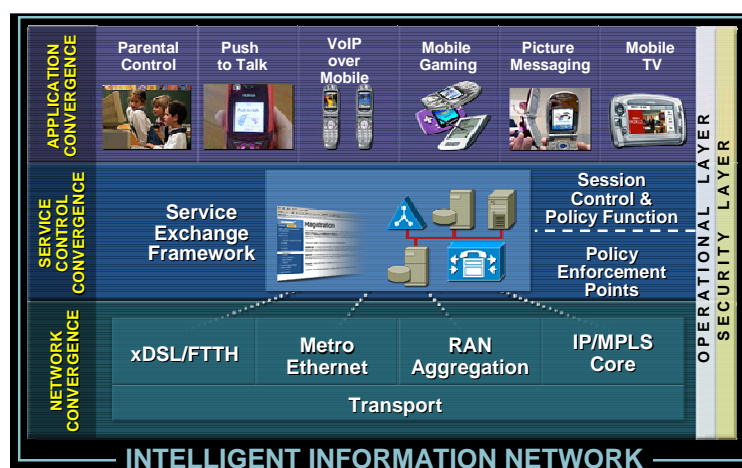 APPLICATION
CONVERGENCE
Parental
Control
Push
to Talk
VoIP
over
Mobile
Mobile
Gaming
Picture
Messaging
Mobile
TV
SERVICE
CONTROL
CONVERGENCE
Service
Exchange
Framework
Registration
Session
Control &
Policy Function
Policy
Enforcement
Points
NETWORK
CONVERGENCE
xDSL/FTTH
Metro
Ethernet
RAN
Aggregation
IP/MPLS
Core
Transport
OPERATIONAL LAYER
SECURITY LAYER
INTELLIGENT INFORMATION NETWORK